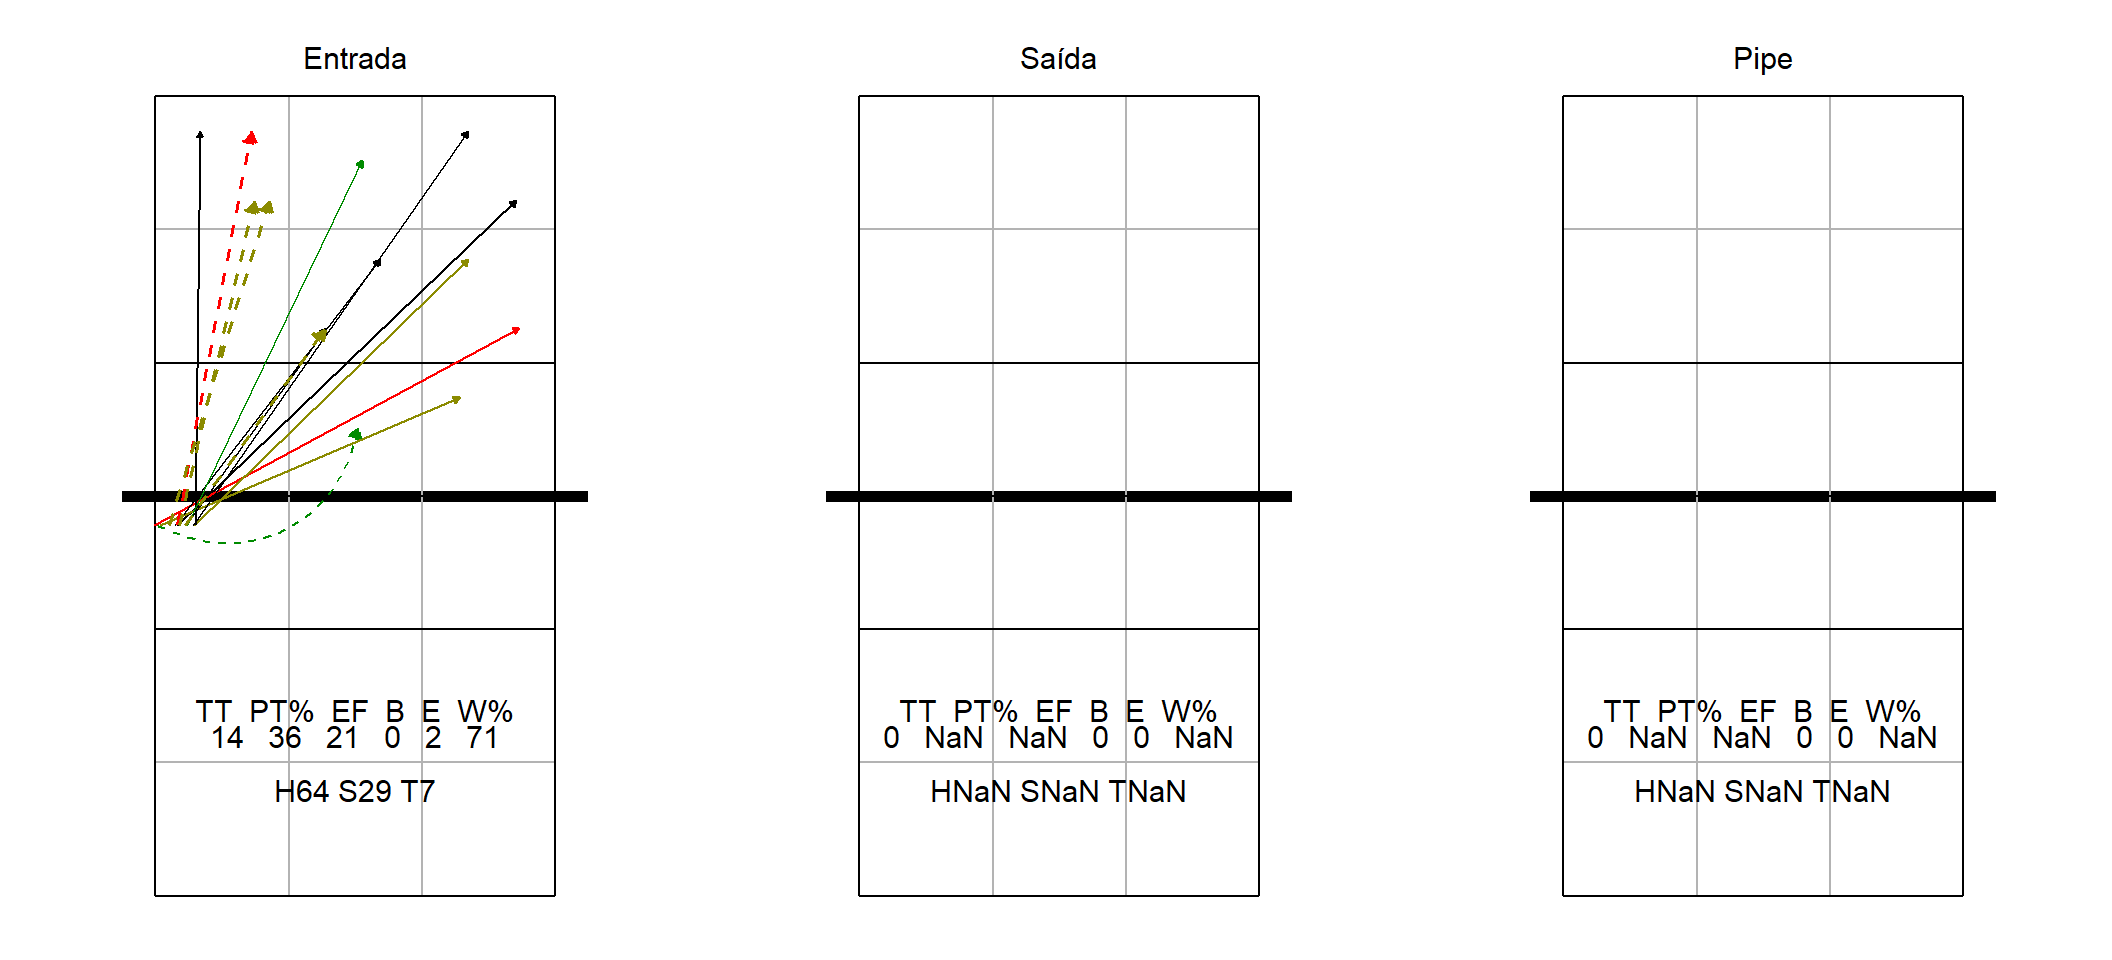 Entrada
TT PT% EF B E W%
14 36 21 0 2 71
H64 S29 T7
Saída
TT PT% EF B E W%
0 NaN NaN 0 0 NaN
HNaN SNaN TNaN
Pipe
TT PT% EF B E W%
0 NaN NaN 0 0 NaN
HNaN SNaN TNaN